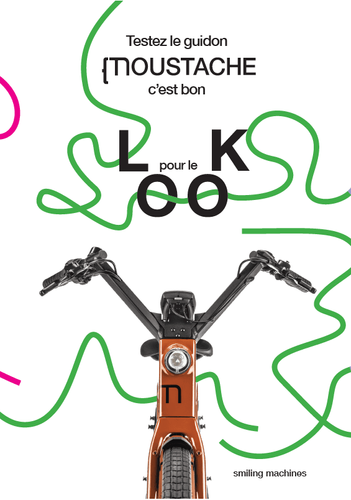 Testez le guidon
{MOUSTACHE
c'est bon
L pour le K
OO
smiling machines